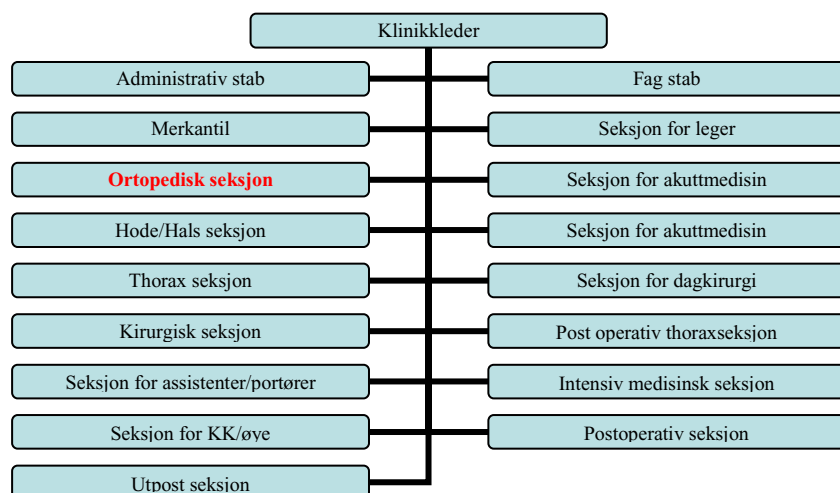 Klinikkleder
Administrativ stab
Fag stab
Merkantil
Seksjon for leger
Ortopedisk seksjon
Seksjon for akuttmedisin
Hode/Hals seksjon
Seksjon for akuttmedisin
Thorax seksjon
Seksjon for dagkirurgi
Kirurgisk seksjon
Post operativ thoraxseksjon
Seksjon for assistenter/portører
Intensiv medisinsk seksjon
Seksjon for KK/øye
Postoperativ seksjon
Utpost seksjon